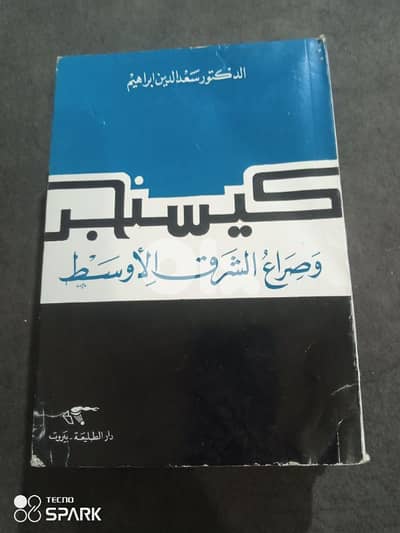 الدكتور سعد الدين ابراهيم
كيسنجر
وصراع الشرق الأوسط
دار الطليعة - بيروت
TECNO
SPARK